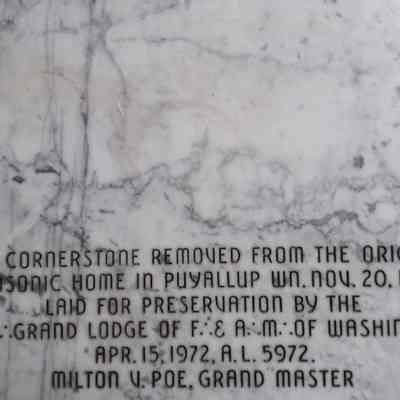 CORNERSTONE REMOVED FROM THE ORIG
SONIC HOME IN PUYALLUP WN. NOV. 20,
LAID FOR PRESERVATION BY THE
∴GRAND LODGE OF F∴& A∴M∴OF WASHIN
APR. 15, 1972, A.L. 5972.
MILTON V. POE, GRAND MASTER